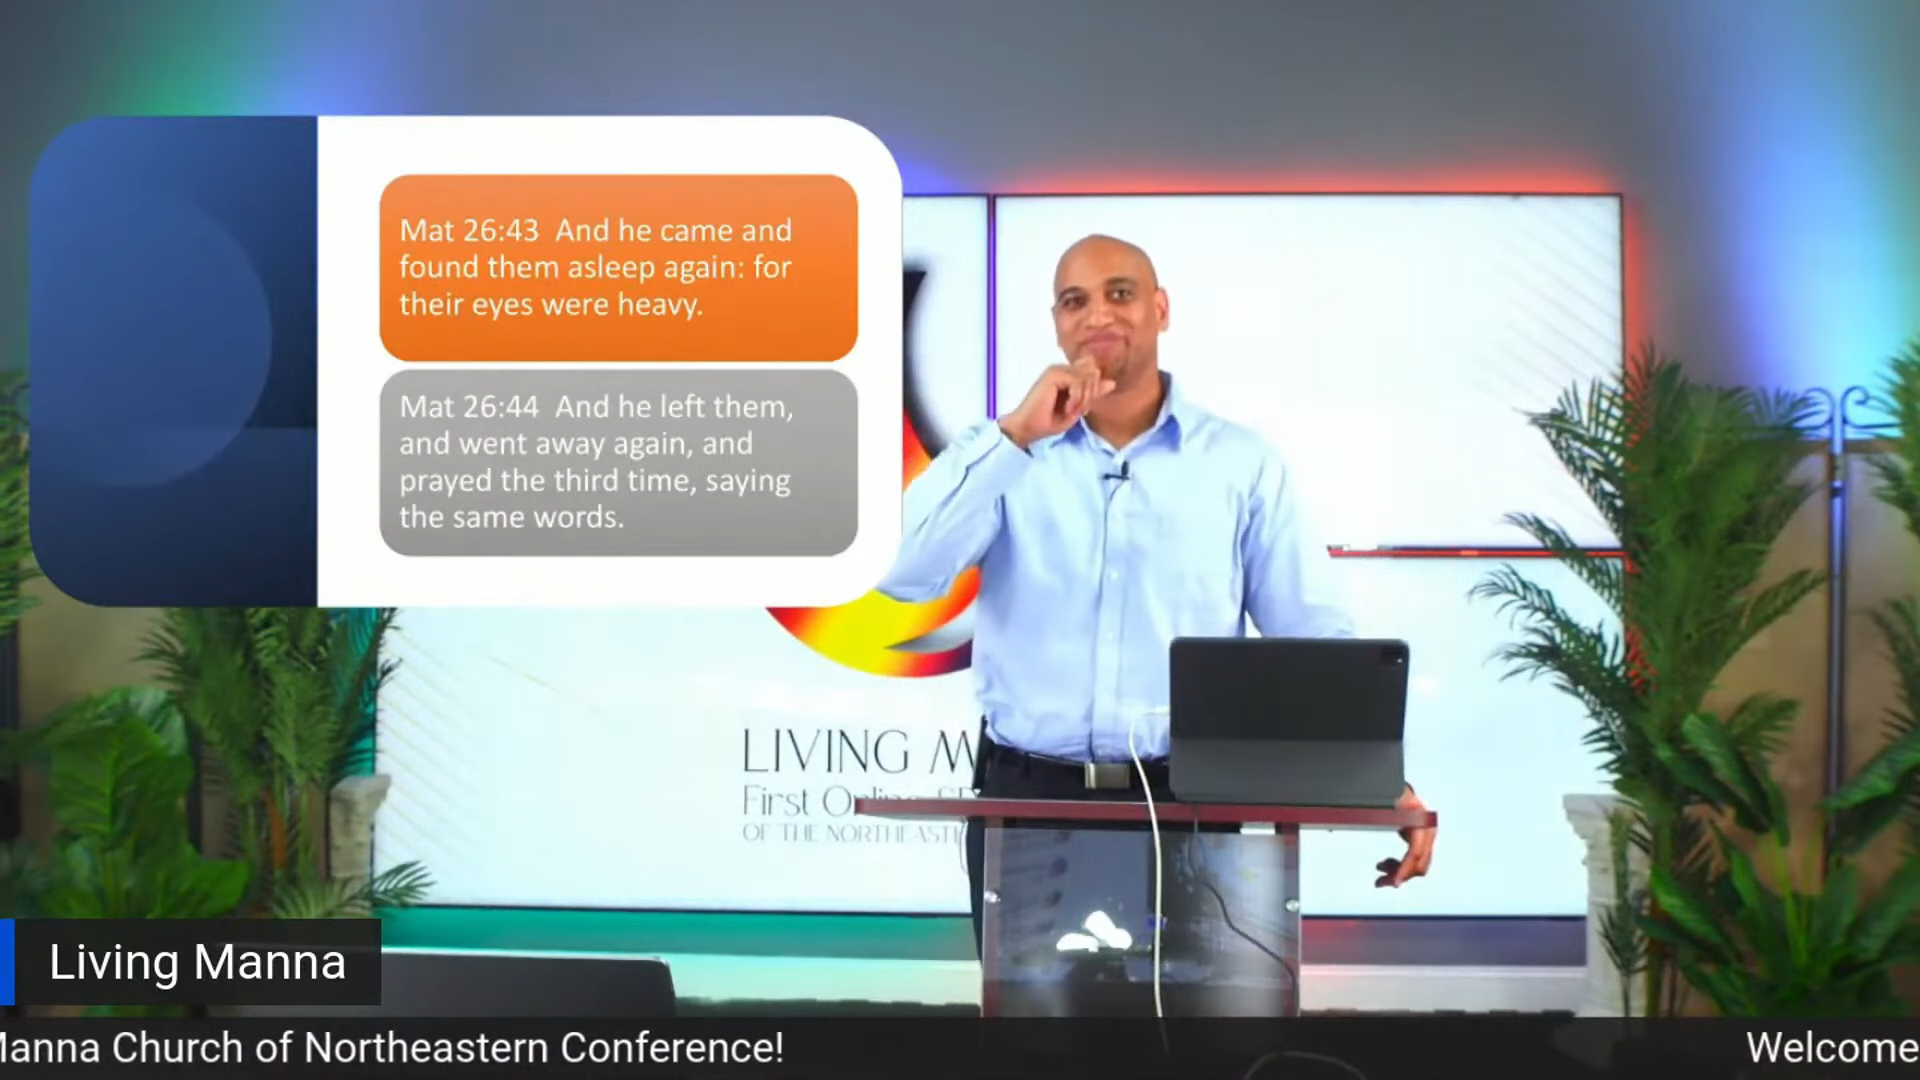 Mat 26:43 And he came and
found them asleep again: for
their eyes were heavy.
Mat 26:44 And he left them,
and went away again, and
prayed the third time, saying
the same words.
LIVING
First Online
OF THE
Living Manna
Manna Church of Northeastern Conference!
Welcome